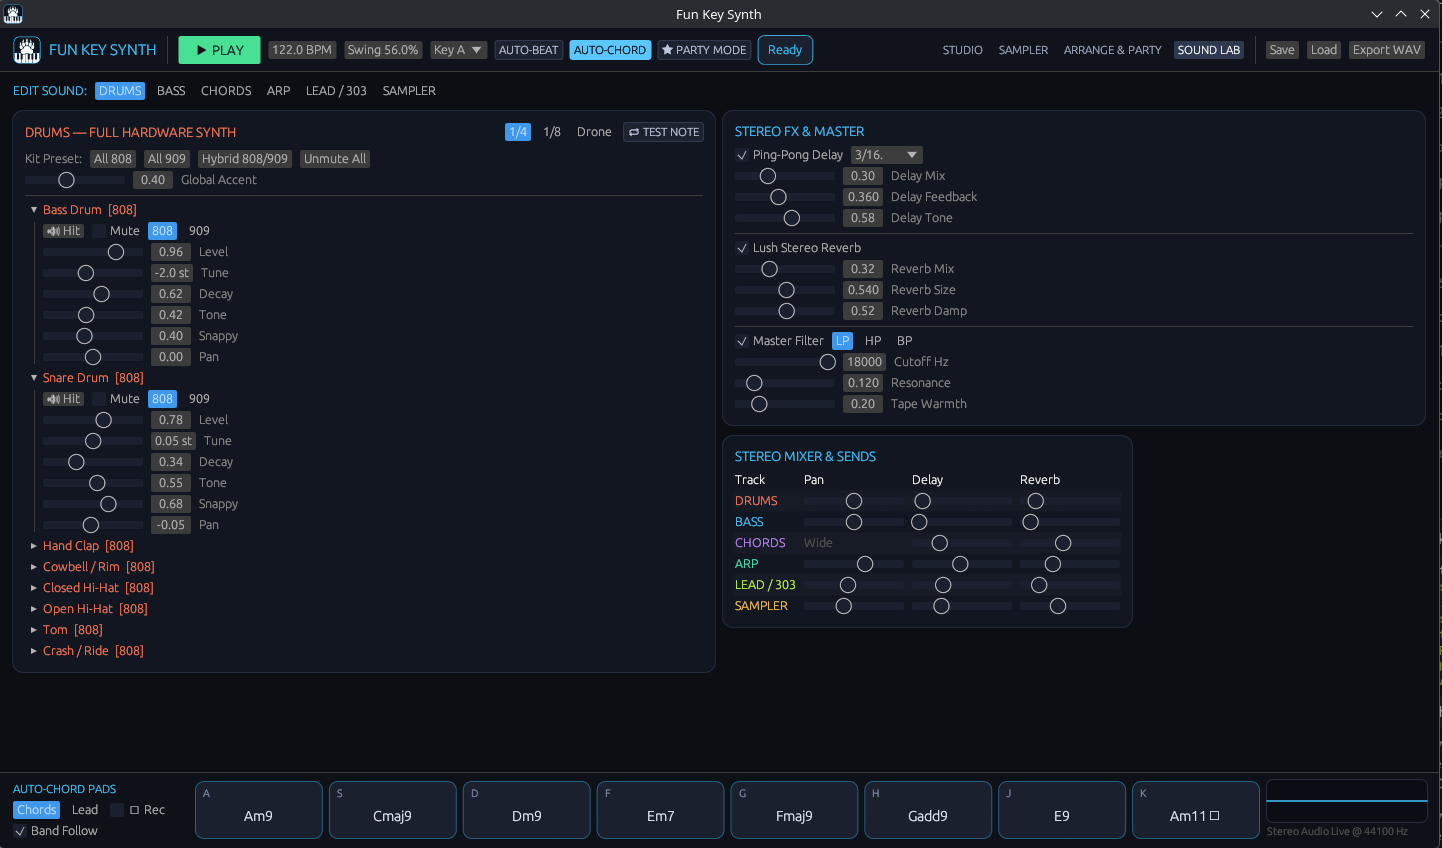 Fun Key Synth
FUN KEY SYNTH PLAY 122.0 BPM Swing 56.0% Key A AUTO-BEAT AUTO-CHORD PARTY MODE Ready STUDIO SAMPLER ARRANGE & PARTY SOUND LAB Save Load Export WAV
EDIT SOUND: DRUMS BASS CHORDS ARP LEAD / 303 SAMPLER
DRUMS — FULL HARDWARE SYNTH 1/4 1/8 Drone TEST NOTE
Kit Preset: All 808 All 909 Hybrid 808/909 Unmute All
0.40 Global Accent
Bass Drum [808]
Hit Mute 808 909
0.96 Level
-2.0 st Tune
0.62 Decay
0.42 Tone
0.40 Snappy
0.00 Pan
Snare Drum [808]
Hit Mute 808 909
0.78 Level
0.05 st Tune
0.34 Decay
0.55 Tone
0.68 Snappy
-0.05 Pan
Hand Clap [808]
Cowbell / Rim [808]
Closed Hi-Hat [808]
Open Hi-Hat [808]
Tom [808]
Crash / Ride [808]
STEREO FX & MASTER
Ping-Pong Delay 3/16.
0.30 Delay Mix
0.360 Delay Feedback
0.58 Delay Tone
Lush Stereo Reverb
0.32 Reverb Mix
0.540 Reverb Size
0.52 Reverb Damp
Master Filter LP HP BP
18000 Cutoff Hz
0.120 Resonance
0.20 Tape Warmth
STEREO MIXER & SENDS
Track Pan Delay Reverb
DRUMS
BASS
CHORDS Wide
ARP
LEAD / 303
SAMPLER
AUTO-CHORD PADS
Chords Lead Rec
Band Follow
A Am9
S Cmaj9
D Dm9
F Em7
G Fmaj9
H Gadd9
J E9
K Am11
Stereo Audio Live @ 44100 Hz